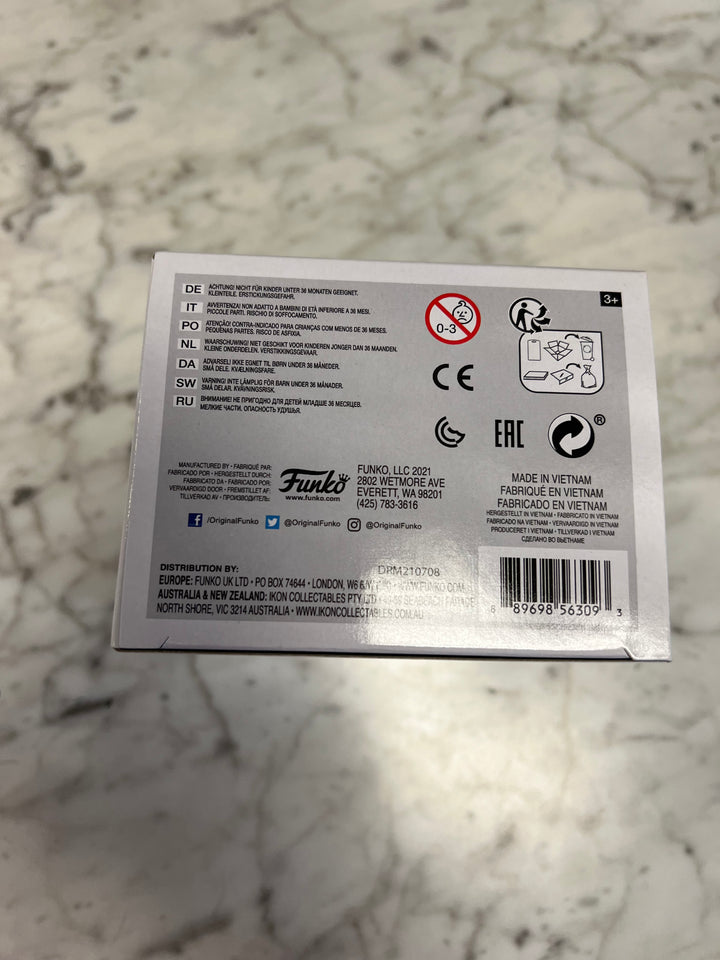 DE ACHTUNG! NICHT FÜR KINDER UNTER 36 MONATEN GEEIGNET.
KLEINTEILE. ERSTICKUNGSGEFAHR.
IT AVVERTENZA! NON ADATTO A BAMBINI DI ETÀ INFERIORE A 36 MESI.
PICCOLE PARTI. RISCHIO DI SOFFOCAMENTO.
PO ATENÇÃO! CONTRA-INDICADO PARA CRIANÇAS COM MENOS DE 36 MESES.
PEQUENAS PARTES. RISCO DE ASFIXIA.
NL WAARSCHUWING! NIET GESCHIKT VOOR KINDEREN JONGER DAN 36 MAANDEN.
KLEINE ONDERDELEN. VERSTIKKINGSGEVAAR.
DA ADVARSEL! IKKE EGNET TIL BØRN UNDER 36 MÅNEDER.
SMÅ DELE. KVÆLNINGSFARE.
SW VARNING! INTE LÄMPLIG FÖR BARN UNDER 36 MÅNADER.
SMÅ DELAR. KVÄVNINGSRISK.
RU ВНИМАНИЕ! НЕ ПРИГОДНО ДЛЯ ДЕТЕЙ МЛАДШЕ 36 МЕСЯЦЕВ.
МЕЛКИЕ ЧАСТИ, ОПАСНОСТЬ УДУШЬЯ.
0-3
3+
CE
EAC
®
MANUFACTURED BY • FABRIQUÉ PAR:
FABRICADO POR • HERGESTELLT DURCH:
FABBRICATO DA • FABRICADO POR:
VERVAARDIGD DOOR • FREMSTILLET AF:
TILLVERKAD AV • ПРОИЗВОДИТЕЛЬ:
Funko
www.funko.com
FUNKO, LLC 2021
2802 WETMORE AVE
EVERETT, WA 98201
(425) 783-3616
/OriginalFunko @OriginalFunko @OriginalFunko
MADE IN VIETNAM
FABRIQUÉ EN VIETNAM
FABRICADO EN VIETNAM
HERGESTELLT IN VIETNAM • FABBRICATO IN VIETNAM
FABRICADO NA VIETNAM • VERVAARDIGD IN VIETNAM
PRODUCERET I VIETNAM • TILLVERKAD I VIETNAM
СДЕЛАНО ВО ВЬЕТНАМЕ
DRM210708
DISTRIBUTION BY:
EUROPE: FUNKO UK LTD • PO BOX 74644 • LONDON, W6 • WWW.FUNKO.COM
AUSTRALIA & NEW ZEALAND: IKON COLLECTABLES PTY LTD SEABEACH PARADE
NORTH SHORE, VIC 3214 AUSTRALIA • WWW.IKONCOLLECTABLES.COM.AU
8 89698 56309 3